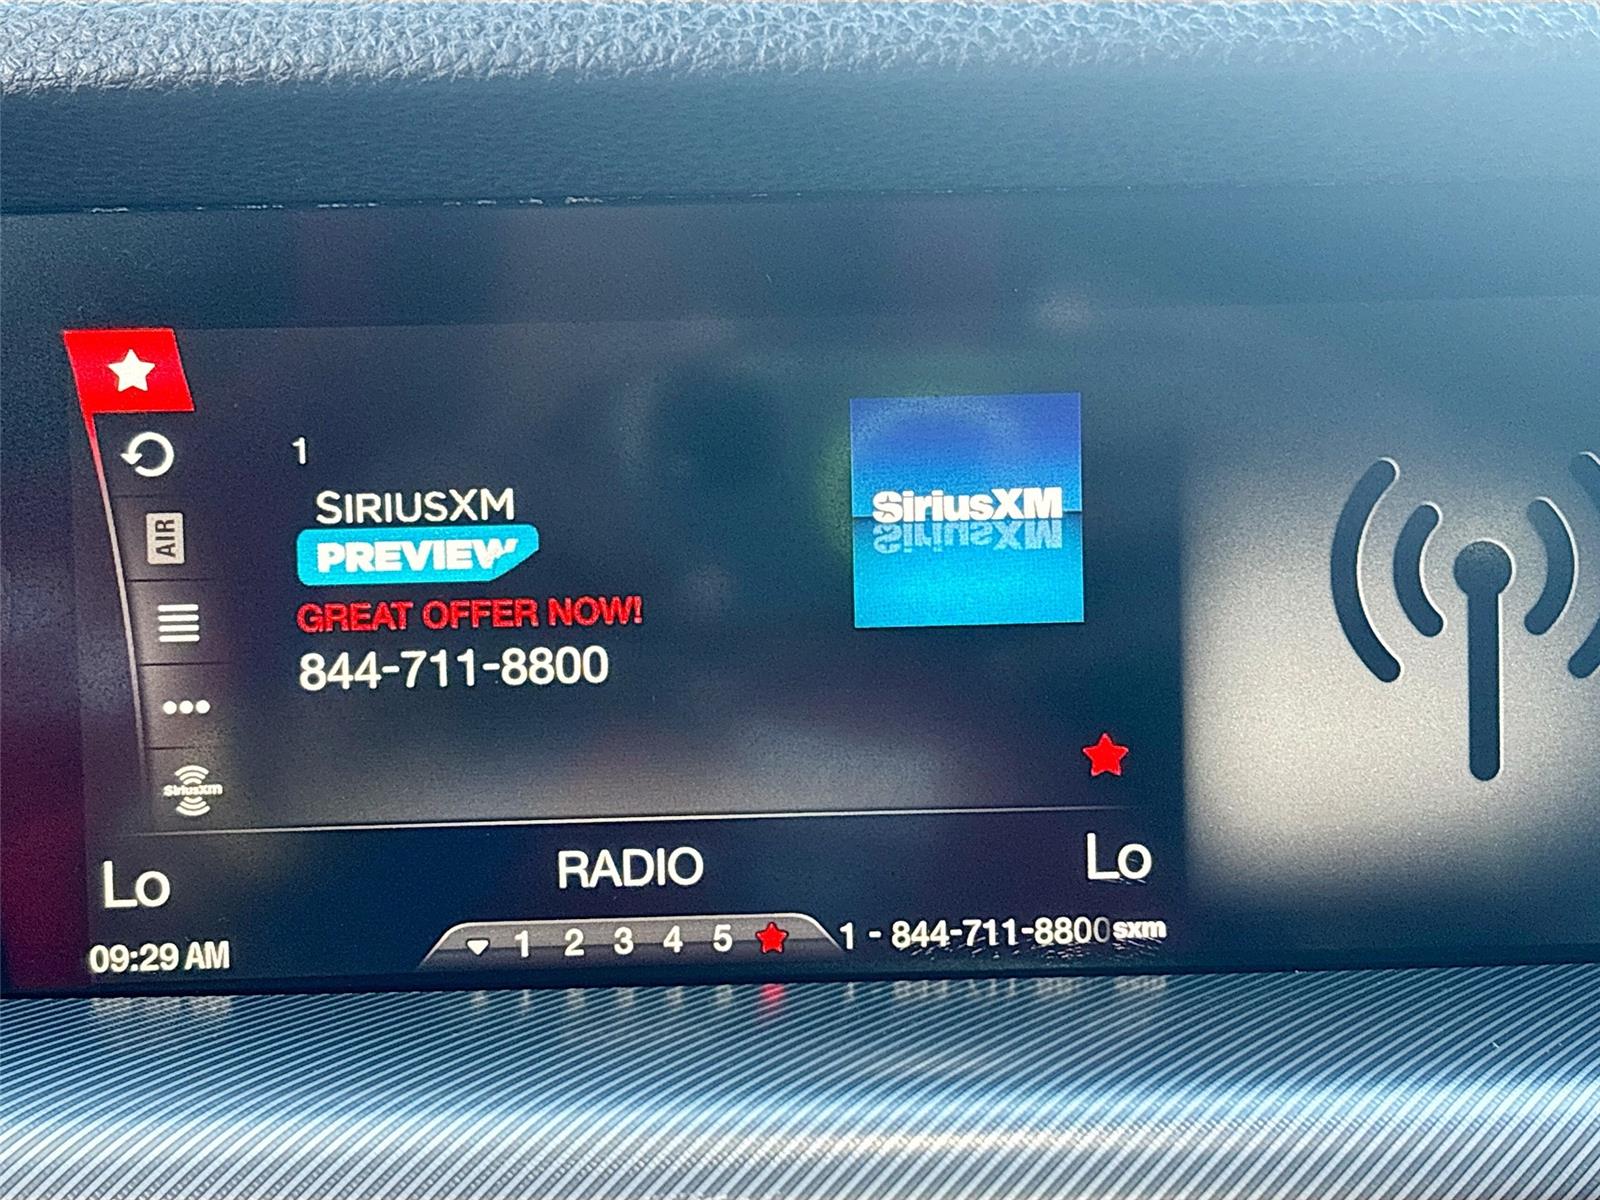 1
SIRIUSXM
PREVIEW
GREAT OFFER NOW!
844-711-8800
SiriusXM
AIR
SiriusXM
Lo
RADIO
Lo
09:29 AM
1 2 3 4 5
1 - 844-711-8800 sxm